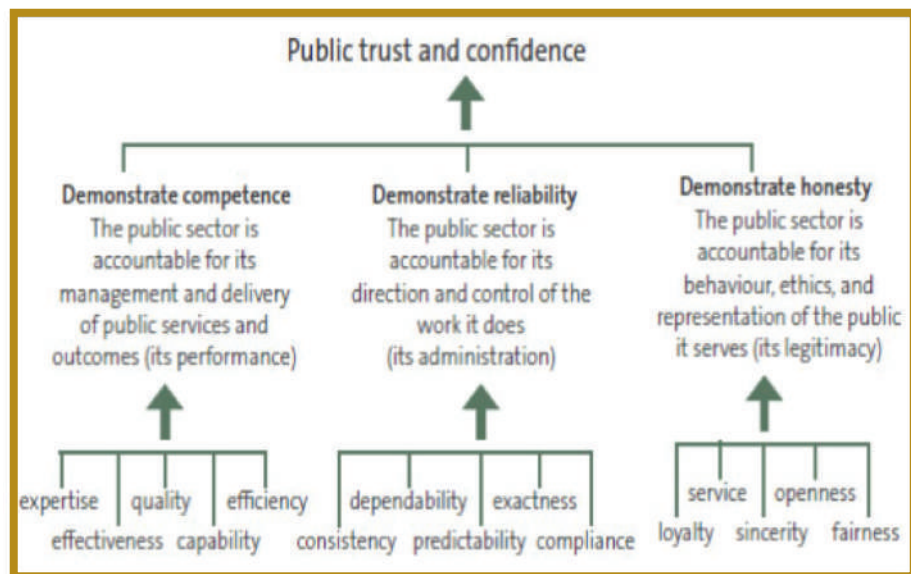 Public trust and confidence
Demonstrate competence
The public sector is
accountable for its
management and delivery
of public services and
outcomes (its performance)
Demonstrate reliability
The public sector is
accountable for its
direction and control of the
work it does
(its administration)
Demonstrate honesty
The public sector is
accountable for its
behaviour, ethics, and
representation of the public
it serves (its legitimacy)
expertise quality efficiency
effectiveness capability
dependability exactness
consistency predictability compliance
service openness
loyalty sincerity fairness